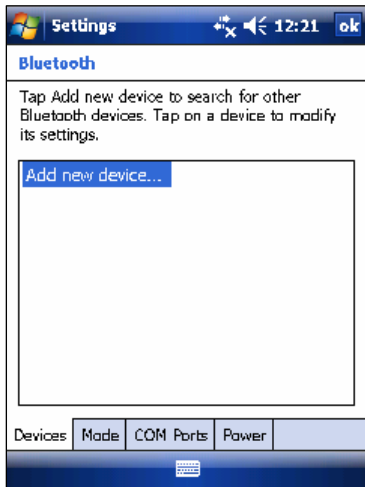 Settings 12:21 ok
Bluetooth
Tap Add new device to search for other
Bluetooth devices. Tap on a device to modify
its settings.
Add new device...
Devices Mode COM Ports Power